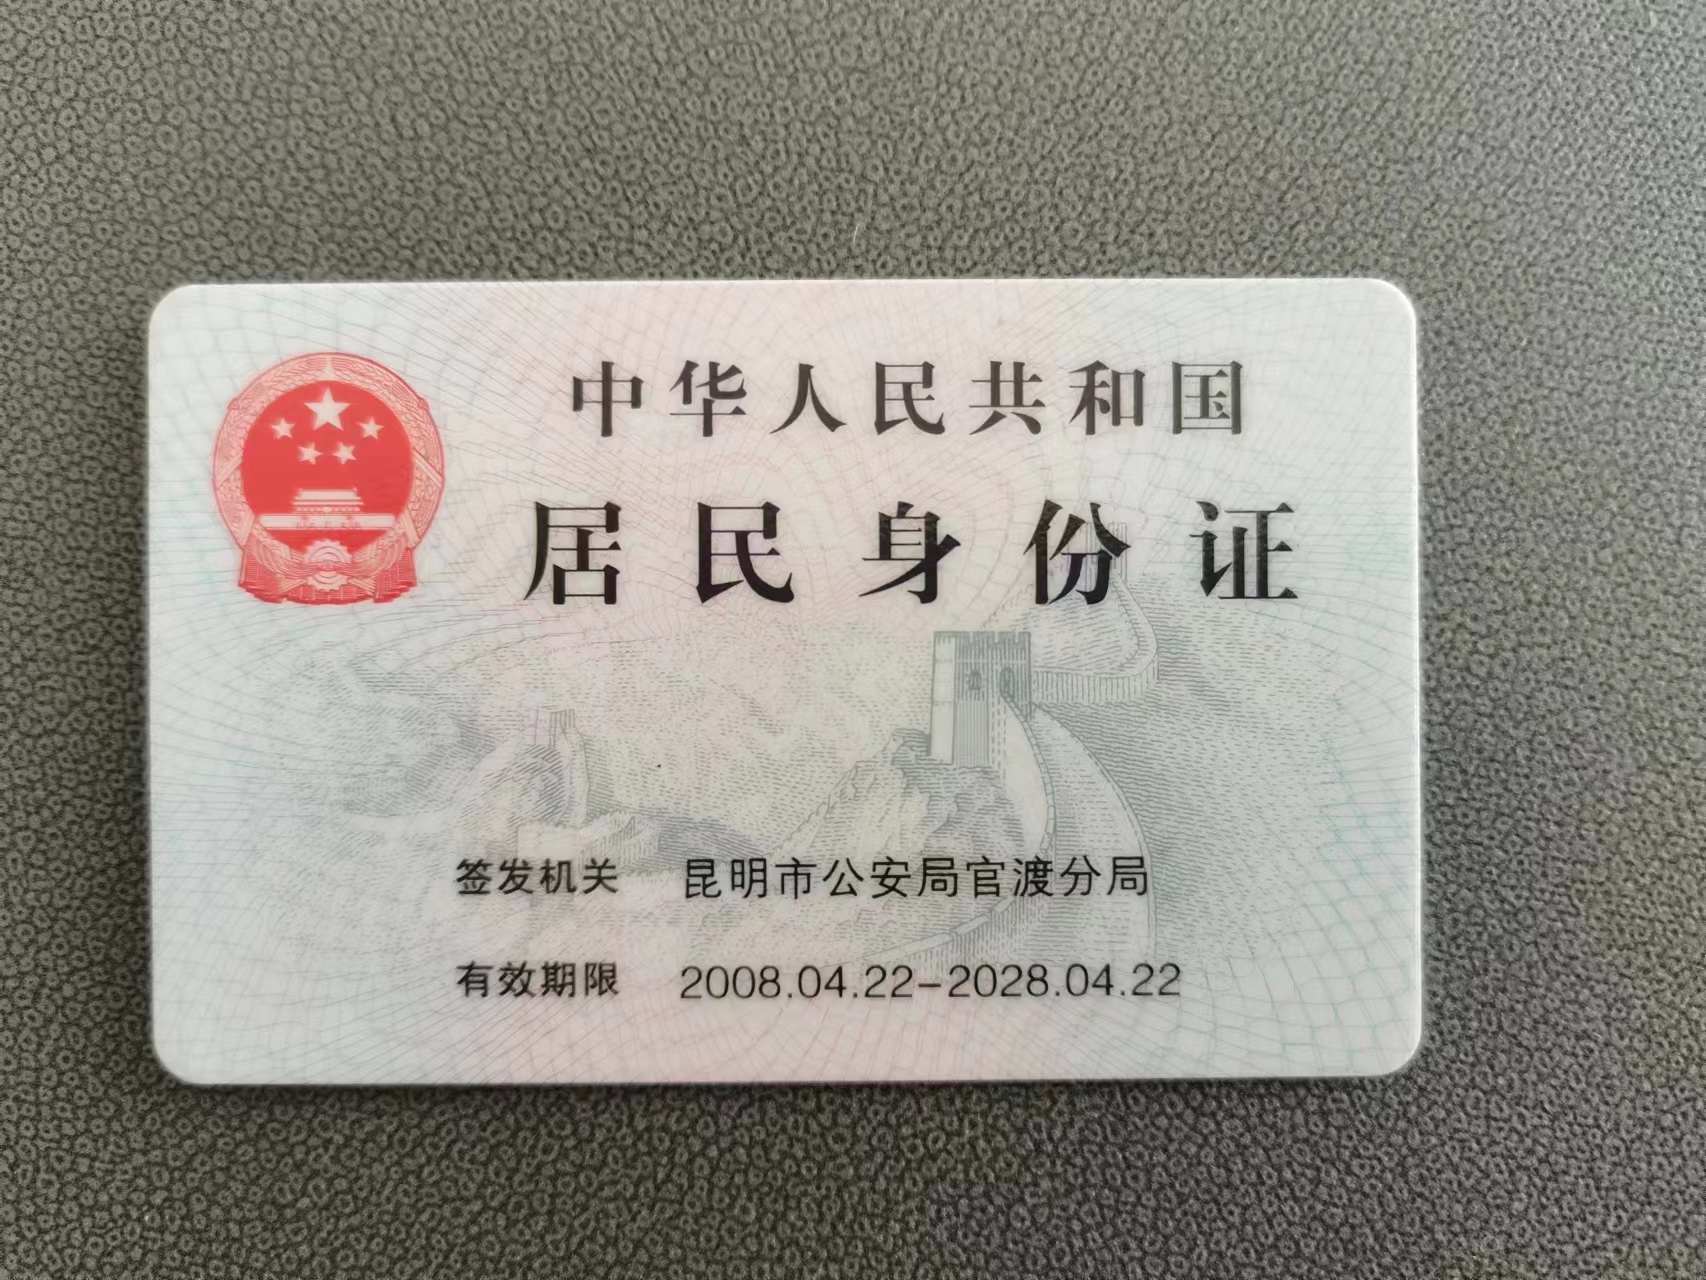 中华人民共和国
居民身份证
签发机关 昆明市公安局官渡分局
有效期限 2008.04.22-2028.04.22